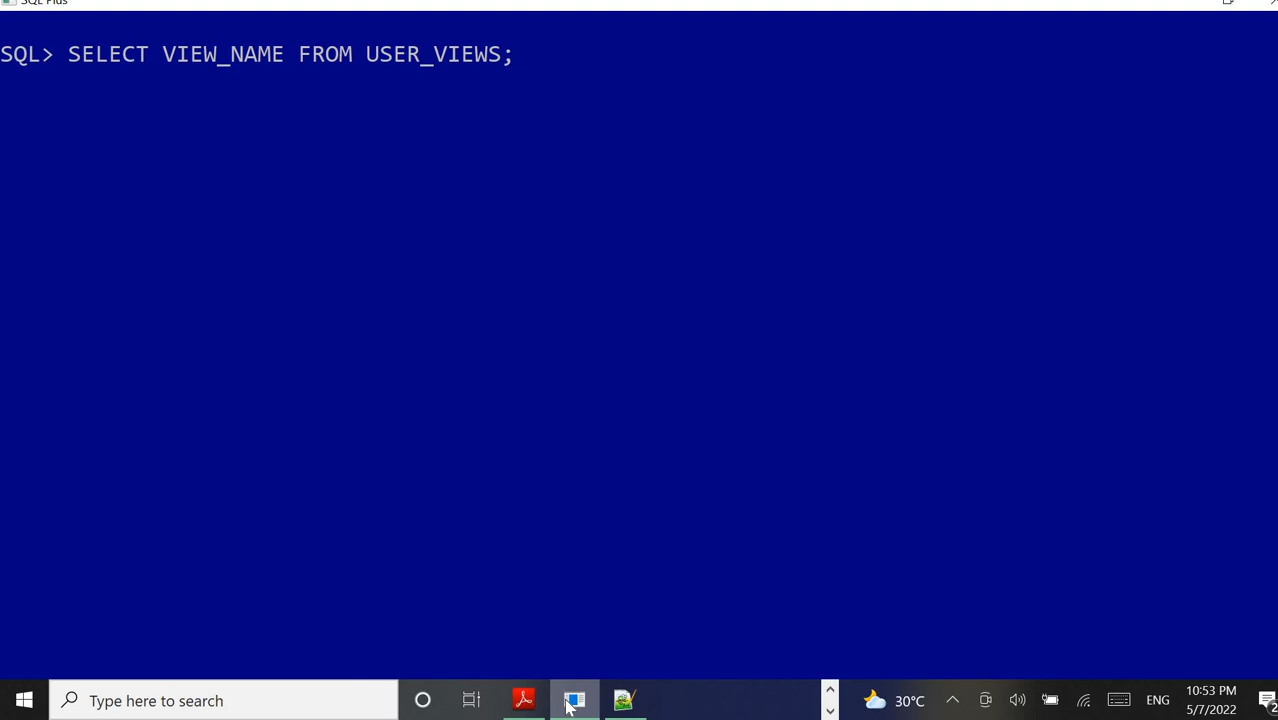 SQL Plus
SQL> SELECT VIEW_NAME FROM USER_VIEWS;
Type here to search
30°C
ENG
10:53 PM
5/7/2022
2